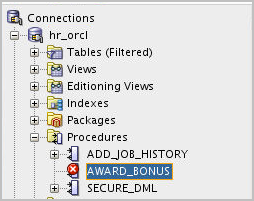 Connections
hr_orcl
Tables (Filtered)
Views
Editioning Views
Indexes
Packages
Procedures
ADD_JOB_HISTORY
AWARD_BONUS
SECURE_DML